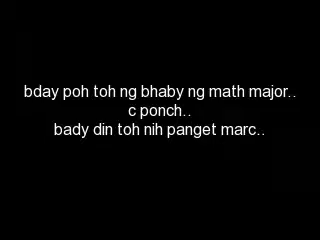 bday poh toh ng bhaby ng math major..
c ponch..
bady din toh nih panget marc..